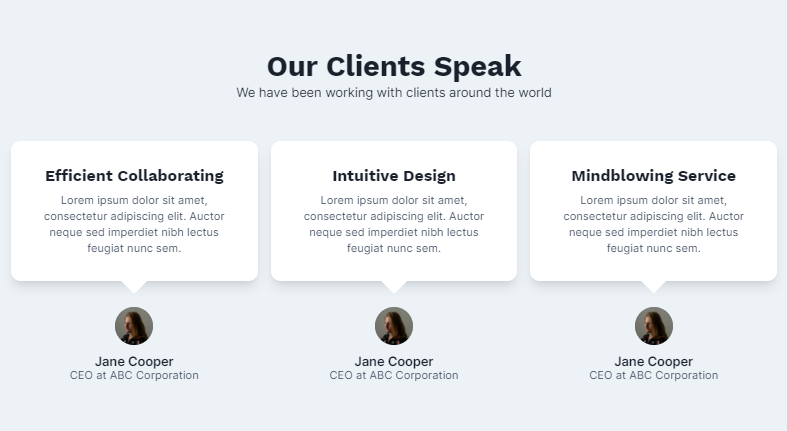 Our Clients Speak
We have been working with clients around the world
Efficient Collaborating
Lorem ipsum dolor sit amet,
consectetur adipiscing elit. Auctor
neque sed imperdiet nibh lectus
feugiat nunc sem.
Jane Cooper
CEO at ABC Corporation
Intuitive Design
Lorem ipsum dolor sit amet,
consectetur adipiscing elit. Auctor
neque sed imperdiet nibh lectus
feugiat nunc sem.
Jane Cooper
CEO at ABC Corporation
Mindblowing Service
Lorem ipsum dolor sit amet,
consectetur adipiscing elit. Auctor
neque sed imperdiet nibh lectus
feugiat nunc sem.
Jane Cooper
CEO at ABC Corporation